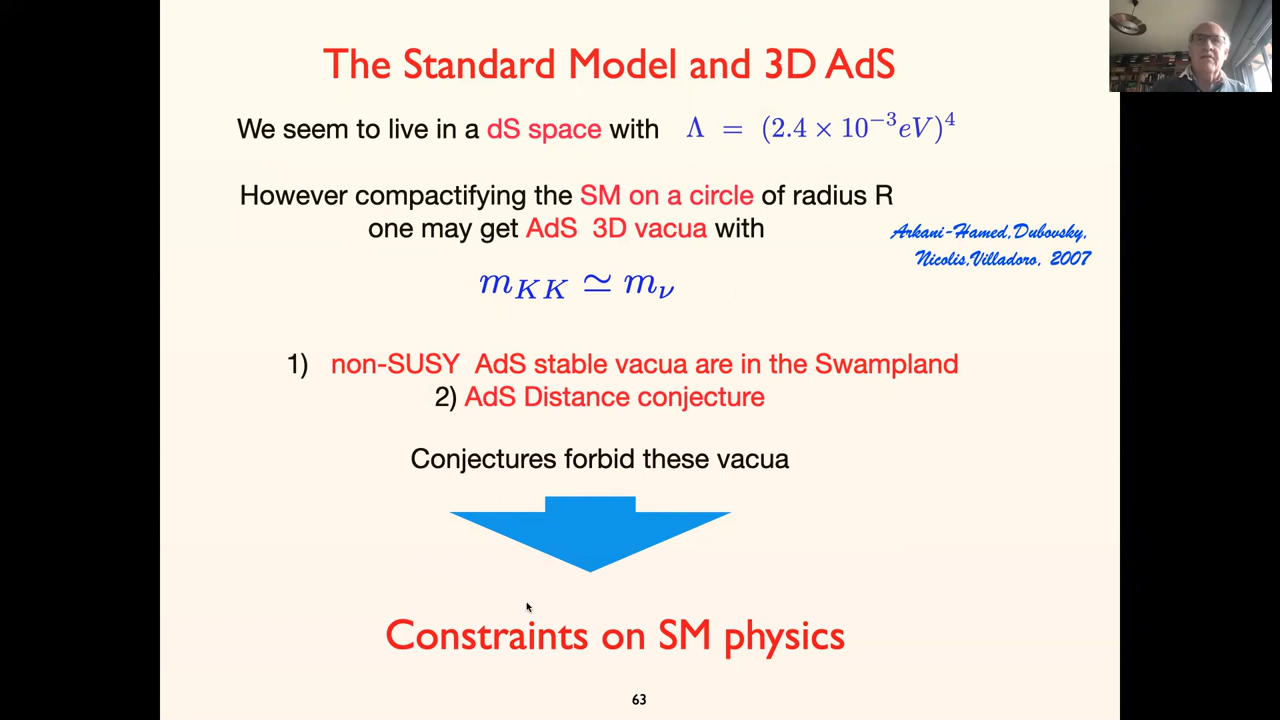 The Standard Model and 3D AdS
We seem to live in a dS space with Λ = (2.4 × 10⁻³eV)⁴
However compactifying the SM on a circle of radius R
one may get AdS 3D vacua with
Arkani-Hamed,Dubovsky,
Nicolis,Villadoro, 2007
m_{KK} ≃ m_ν
1) non-SUSY AdS stable vacua are in the Swampland
2) AdS Distance conjecture
Conjectures forbid these vacua
Constraints on SM physics
63